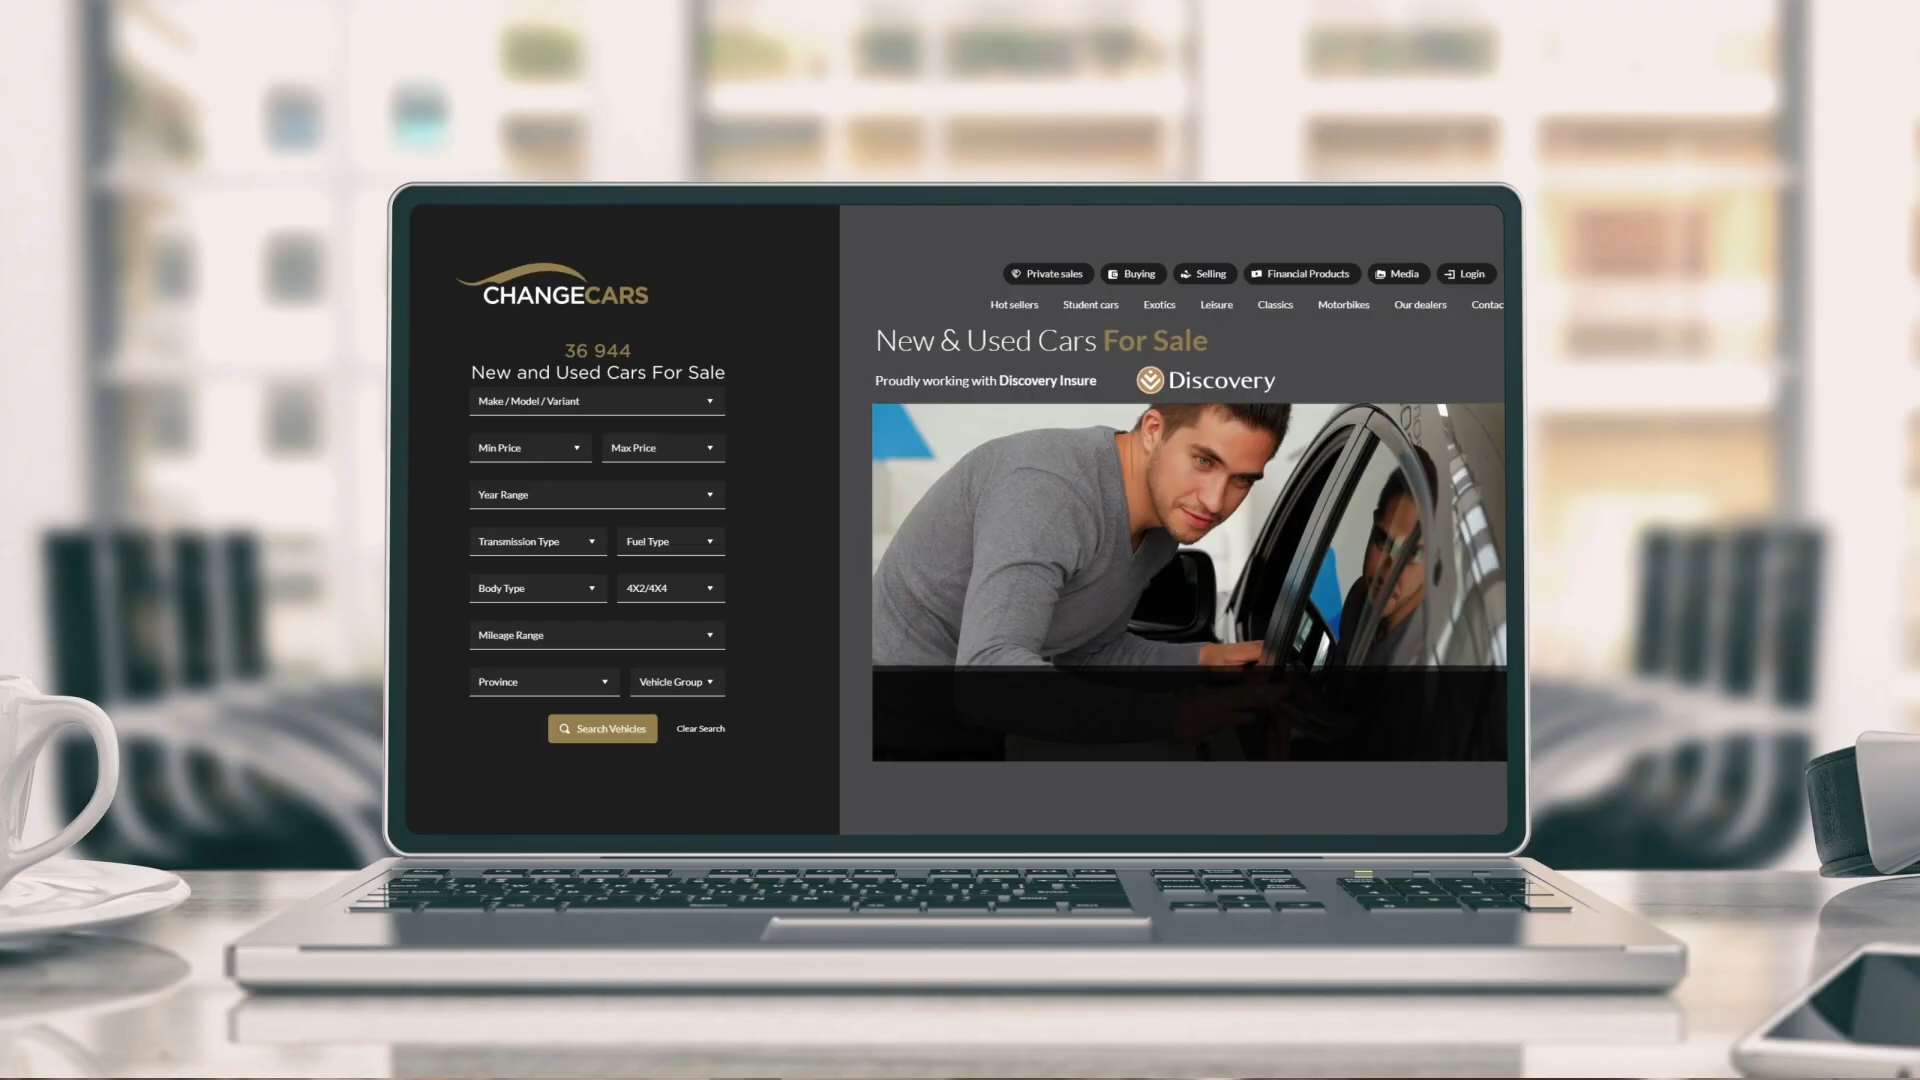 CHANGECARS
36 944
New and Used Cars For Sale
Make / Model / Variant
Min Price
Max Price
Year Range
Transmission Type
Fuel Type
Body Type
4X2/4X4
Mileage Range
Province
Vehicle Group
Search Vehicles
Clear Search
Private sales
Buying
Selling
Financial Products
Media
Login
Hot sellers
Student cars
Exotics
Leisure
Classics
Motorbikes
Our dealers
Contac
New & Used Cars For Sale
Proudly working with Discovery Insure
Discovery